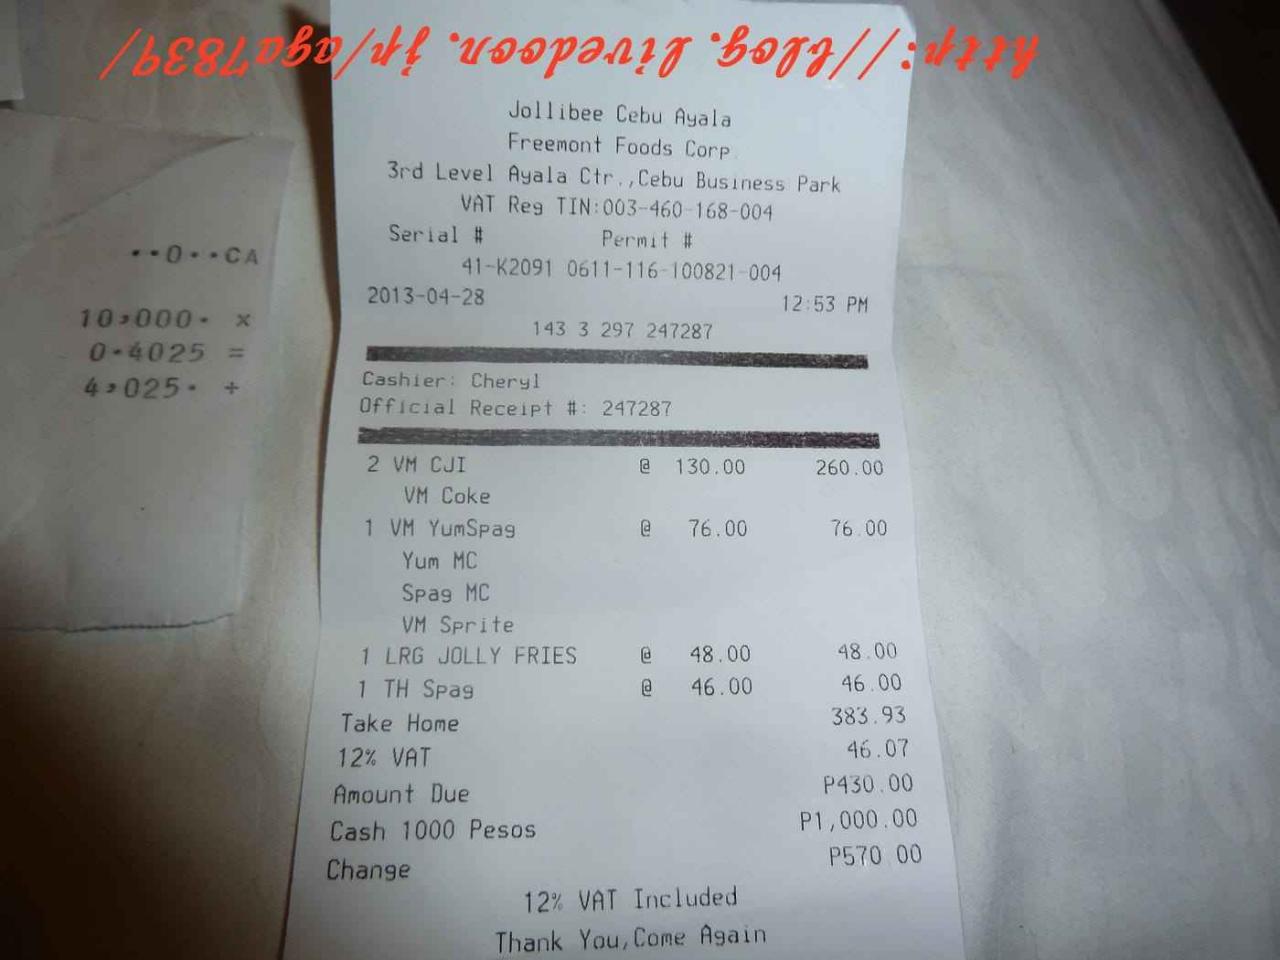 http://blog.livedoor.jp/aga7839/
Jollibee Cebu Ayala
Freemont Foods Corp.
3rd Level Ayala Ctr.,Cebu Business Park
VAT Reg TIN:003-460-168-004
Serial # Permit #
41-K2091 0611-116-100821-004
2013-04-28 12:53 PM
143 3 297 247287
Cashier: Cheryl
Official Receipt #: 247287
2 VM CJI @ 130.00 260.00
VM Coke
1 VM YumSpag @ 76.00 76.00
Yum MC
Spag MC
VM Sprite
1 LRG JOLLY FRIES @ 48.00 48.00
1 TH Spag @ 46.00 46.00
Take Home 383.93
12% VAT 46.07
Amount Due P430.00
Cash 1000 Pesos P1,000.00
Change P570.00
12% VAT Included
Thank You,Come Again
··0··CA
10,000· ×
0·4025 =
4,025· ÷